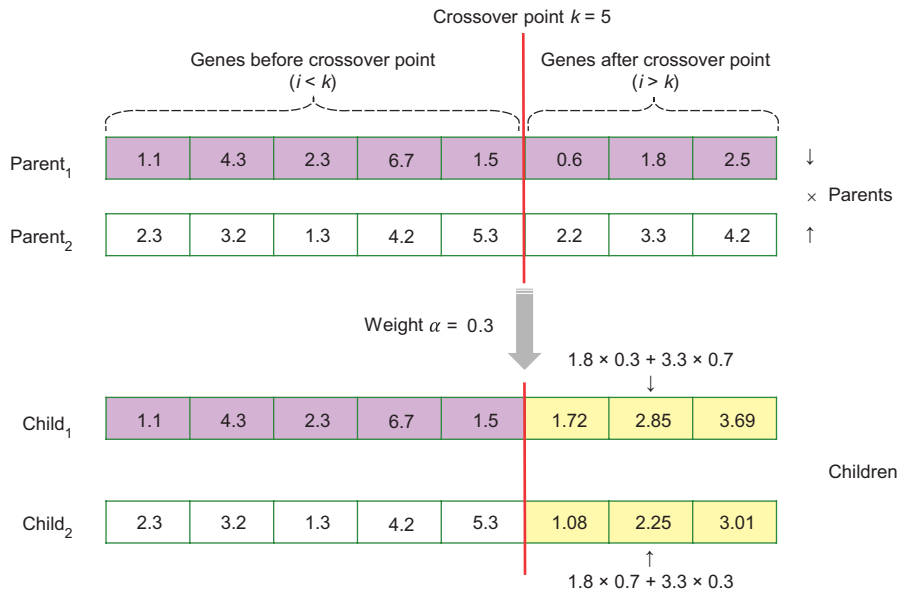 Crossover point k = 5
Genes before crossover point
(i < k)
Genes after crossover point
(i > k)
Parent₁ 1.1 4.3 2.3 6.7 1.5 0.6 1.8 2.5 ↓
× Parents
Parent₂ 2.3 3.2 1.3 4.2 5.3 2.2 3.3 4.2 ↑
Weight α = 0.3
1.8 × 0.3 + 3.3 × 0.7
↓
Child₁ 1.1 4.3 2.3 6.7 1.5 1.72 2.85 3.69
Children
Child₂ 2.3 3.2 1.3 4.2 5.3 1.08 2.25 3.01
↑
1.8 × 0.7 + 3.3 × 0.3